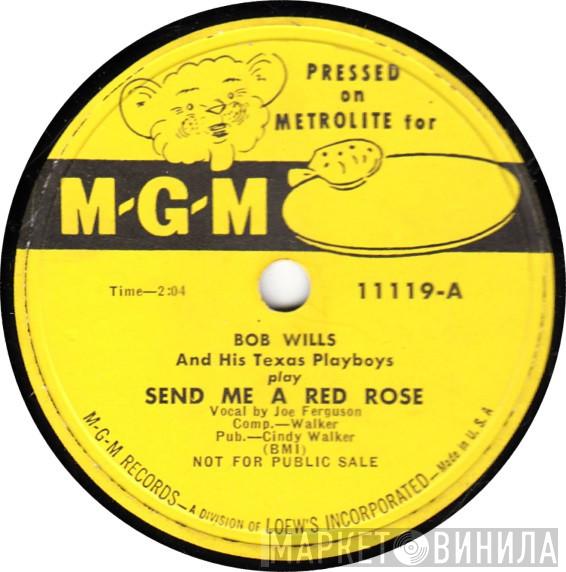 PRESSED
on
METROLITE for
M-G-M
Time—2:04
11119-A
BOB WILLS
And His Texas Playboys
play
SEND ME A RED ROSE
Vocal by Joe Ferguson
Comp.—Walker
Pub.—Cindy Walker
(BMI)
NOT FOR PUBLIC SALE
M-G-M RECORDS—A DIVISION OF LOEW'S INCORPORATED—Made in U. S. A
МАРКЕТ ВИНИЛА